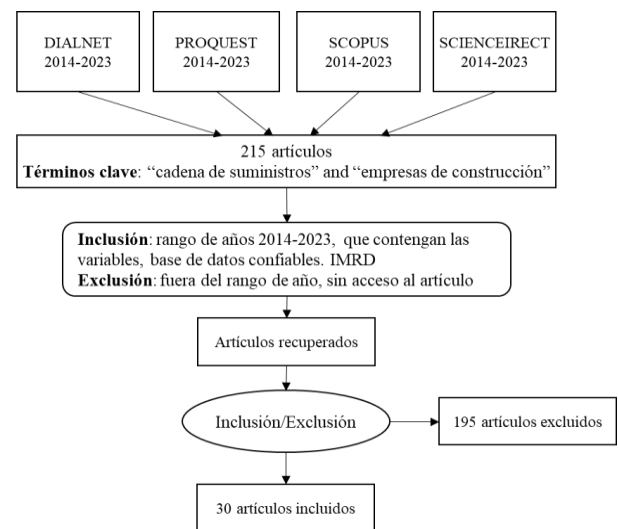 DIALNET
2014-2023
PROQUEST
2014-2023
SCOPUS
2014-2023
SCIENCEIRECT
2014-2023
215 artículos
Términos clave: “cadena de suministros” and “empresas de construcción”
Inclusión: rango de años 2014-2023, que contengan las
variables, base de datos confiables. IMRD
Exclusión: fuera del rango de año, sin acceso al artículo
Artículos recuperados
Inclusión/Exclusión
195 artículos excluidos
30 artículos incluidos